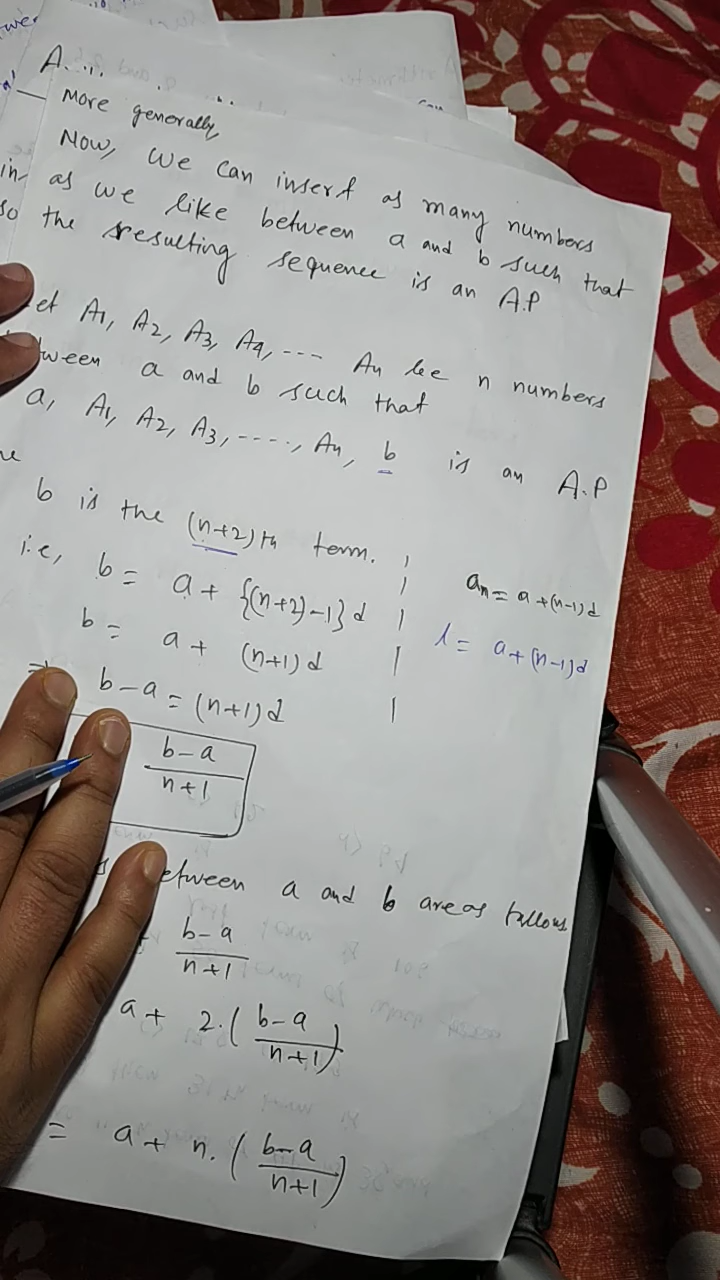 More generally,
Now, we can insert as many numbers
as we like between a and b such that
the resulting sequence is an A.P
A1, A2, A3, A4, ---- An be n numbers
a and b such that
a, A1, A2, A3, -----, An, b is an A.P
b is the (n+2)th term.
i.e, b = a + {(n+2)-1}d
an = a+(n-1)d
b = a + (n+1)d
l = a+(n-1)d
b-a = (n+1)d
b-a
n+1
between a and b are as follows
b-a
n+1
a + 2.(b-a
n+1)
= a + n.(b-a
n+1)